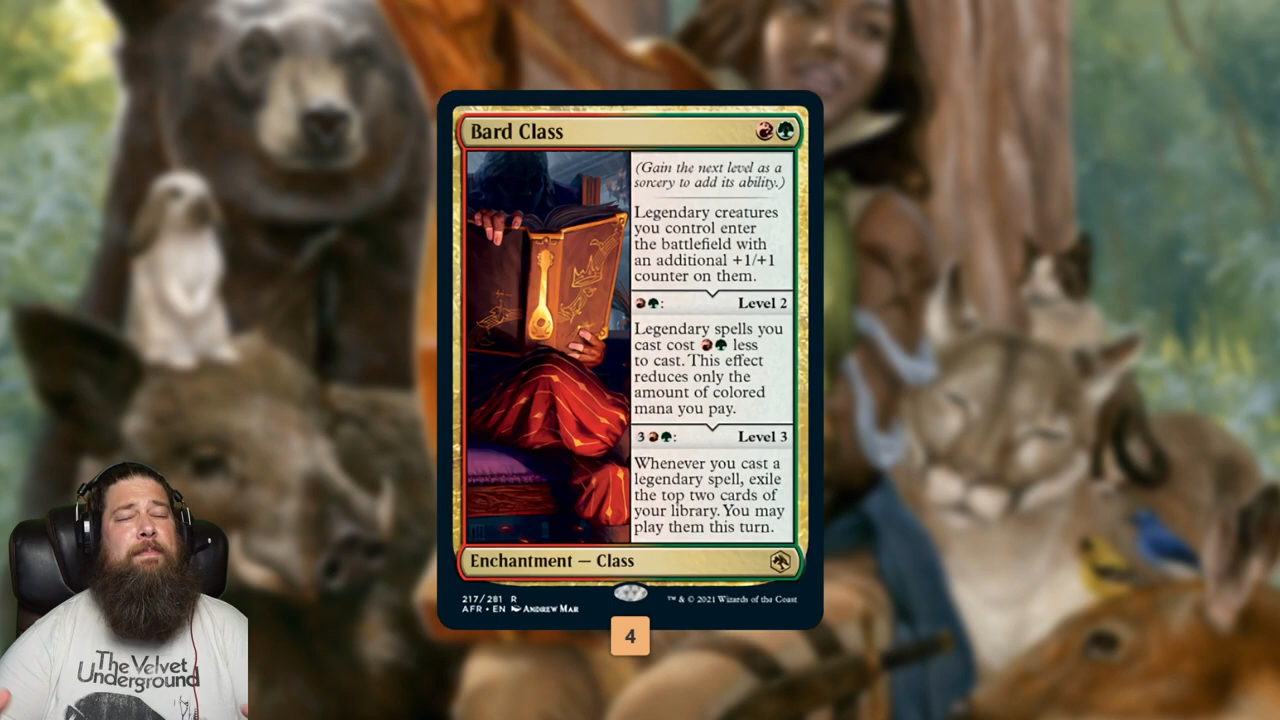 Bard Class
(Gain the next level as a
sorcery to add its ability.)
Legendary creatures
you control enter
the battlefield with
an additional +1/+1
counter on them.
: Level 2
Legendary spells you
cast cost less
to cast. This effect
reduces only the
amount of colored
mana you pay.
3 : Level 3
Whenever you cast a
legendary spell, exile
the top two cards of
your library. You may
play them this turn.
Enchantment — Class
217/281 R
AFR • EN ANDREW MAR
™ & © 2021 Wizards of the Coast
4
The Velvet
Underground